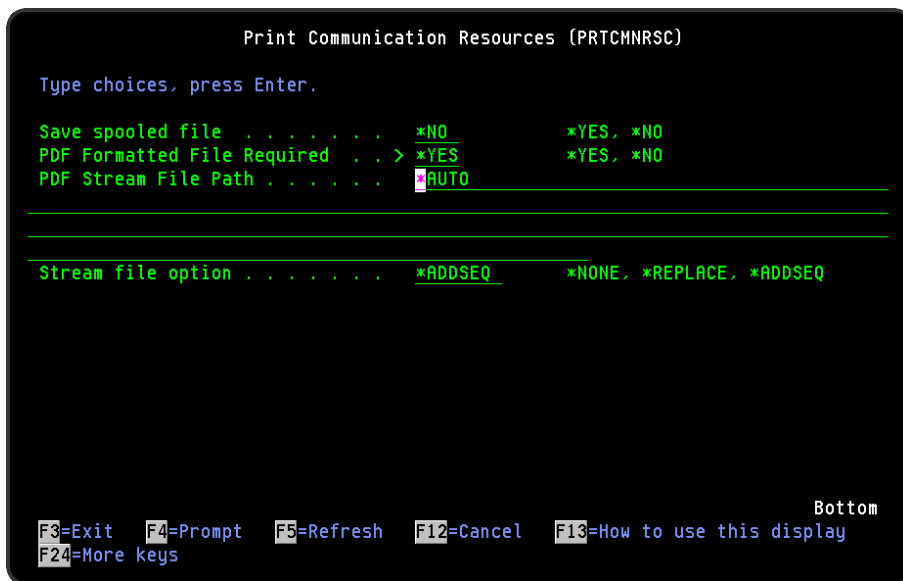 Print Communication Resources (PRTCMNRSC)
Type choices, press Enter.
Save spooled file . . . . . . . *NO *YES, *NO
PDF Formatted File Required . . > *YES *YES, *NO
PDF Stream File Path . . . . . . *AUTO
Stream file option . . . . . . . *ADDSEQ *NONE, *REPLACE, *ADDSEQ
Bottom
F3=Exit F4=Prompt F5=Refresh F12=Cancel F13=How to use this display
F24=More keys